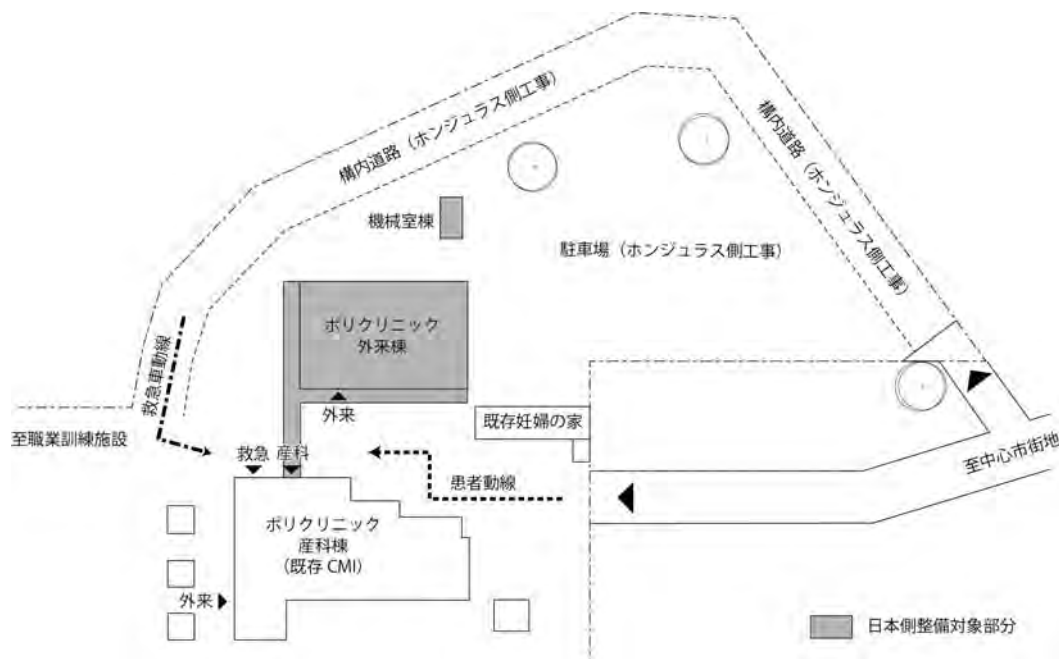 構内道路（ホンジュラス側工事）
構内道路（ホンジュラス側工事）
機械室棟
駐車場（ホンジュラス側工事）
ポリクリニック
外来棟
救急車動線
外来
既存妊婦の家
至職業訓練施設
救急 産科
至中心市街地
患者動線
ポリクリニック
産科棟
（既存 CMI）
外来
日本側整備対象部分